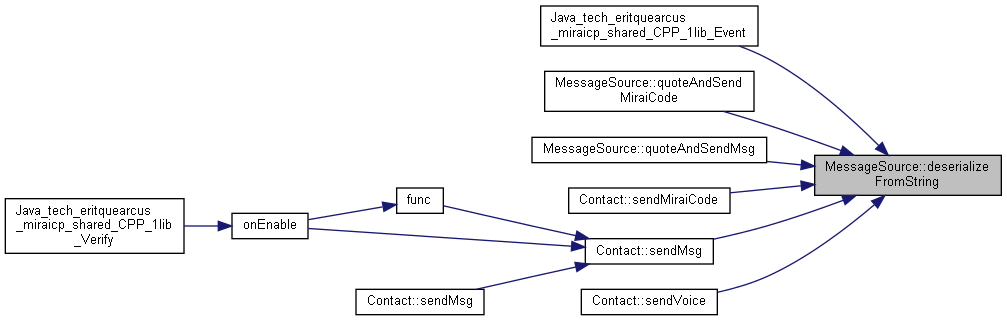 Java_tech_eritquearcus
_miraicp_shared_CPP_1lib_Event
MessageSource::quoteAndSend
MiraiCode
MessageSource::quoteAndSendMsg
MessageSource::deserialize
FromString
Contact::sendMiraiCode
func
Java_tech_eritquearcus
_miraicp_shared_CPP_1lib
_Verify
onEnable
Contact::sendMsg
Contact::sendMsg
Contact::sendVoice